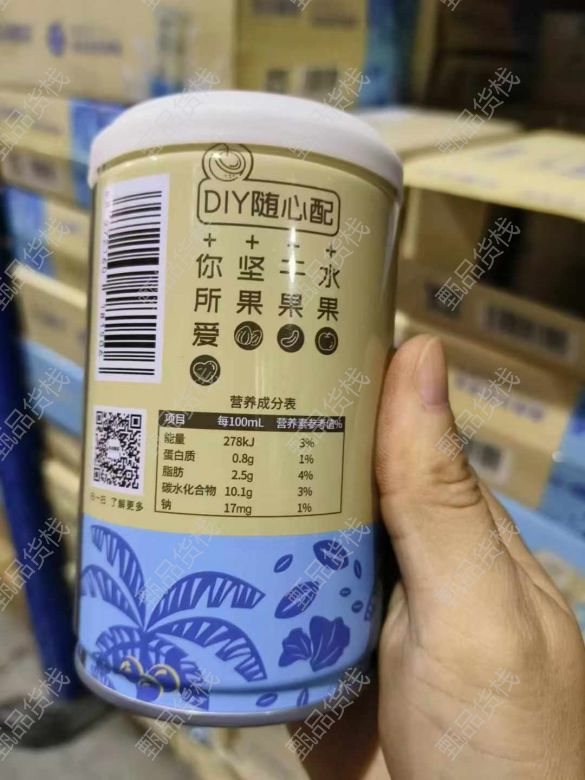 DIY随心配
+水果
+干果
+坚果
+你所爱
营养成分表
项目 每100mL 营养素参考值%
能量 278kJ 3%
蛋白质 0.8g 1%
脂肪 2.5g 4%
碳水化合物 10.1g 3%
钠 17mg 1%
扫一扫 了解更多
甄品货栈